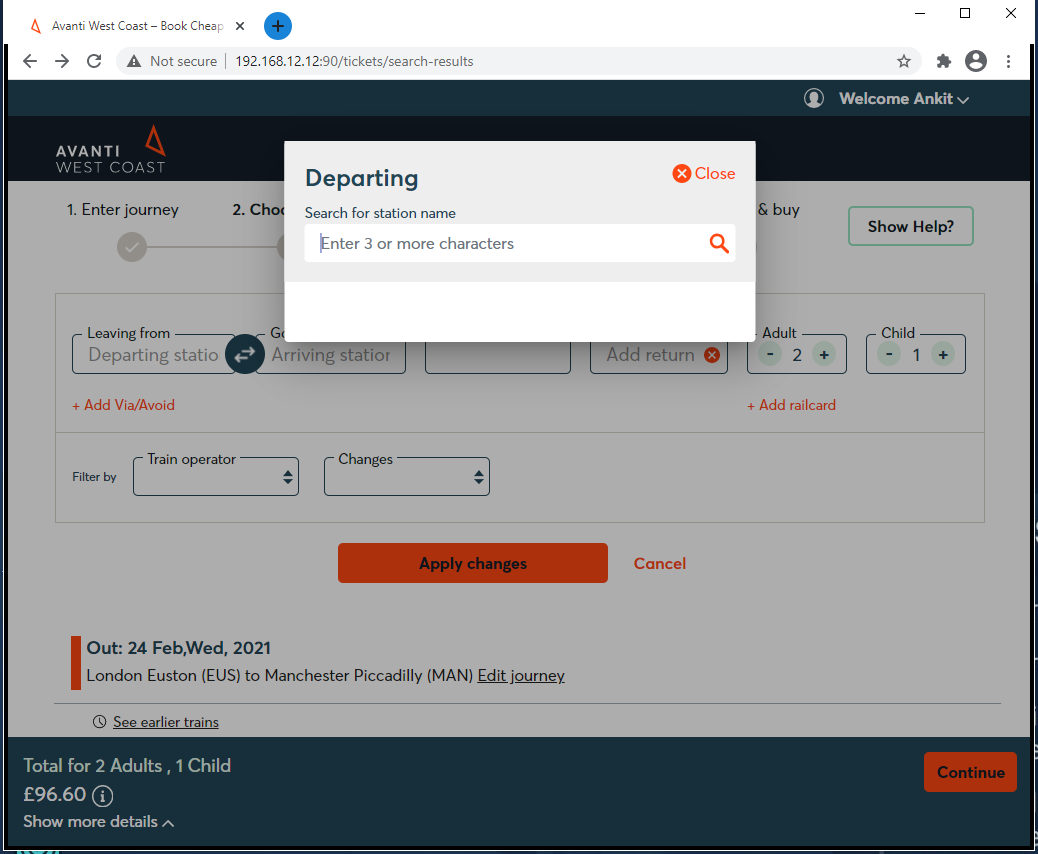 Avanti West Coast – Book Cheap
Not secure
192.168.12.12:90/tickets/search-results
Welcome Ankit
AVANTI
WEST COAST
Departing
Close
Search for station name
Enter 3 or more characters
1. Enter journey
2. Choo
& buy
Show Help?
Leaving from
Go
Adult
Child
Departing statio
Arriving station
Add return
- 2 +
- 1 +
+ Add Via/Avoid
+ Add railcard
Filter by
Train operator
Changes
Apply changes
Cancel
Out: 24 Feb,Wed, 2021
London Euston (EUS) to Manchester Piccadilly (MAN) Edit journey
See earlier trains
Total for 2 Adults , 1 Child
£96.60
Show more details
Continue